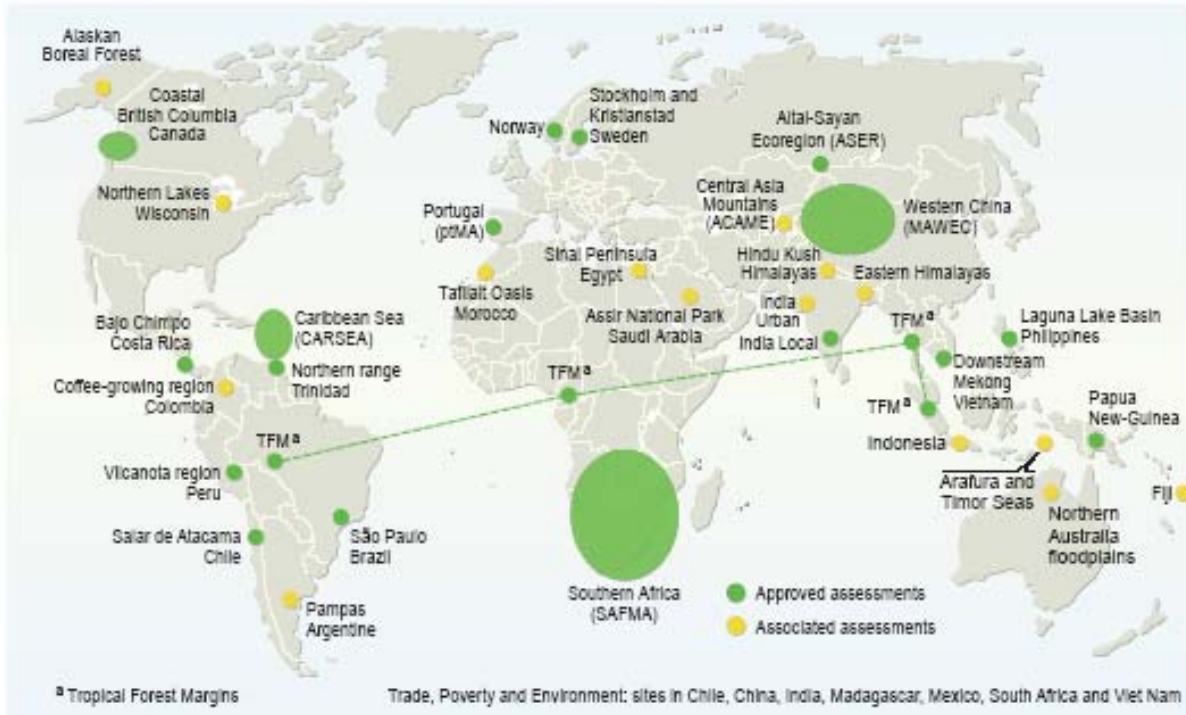 Alaskan
Boreal Forest
Coastal
British Columbia
Canada
Northern Lakes
Wisconsin
Norway
Stockholm and
Kristianstad
Sweden
Altai-Sayan
Ecoregion (ASER)
Portugal
(ptMA)
Central Asia
Mountains
(ACAME)
Western China
(MAWEC)
Sinai Peninsula
Egypt
Hindu Kush
Himalayas
Eastern Himalayas
Tafilalt Oasis
Morocco
Assir National Park
Saudi Arabia
India
Urban
India Local
TFM a
Laguna Lake Basin
Philippines
Bajo Chirripo
Costa Rica
Caribbean Sea
(CARSEA)
Northern range
Trinidad
Coffee-growing region
Colombia
TFM a
Downstream
Mekong
Vietnam
TFM a
Papua
New-Guinea
TFM a
Indonesia
Vilcanota region
Peru
Arafura and
Timor Seas
Fiji
Northern
Australia
floodplains
Salar de Atacama
Chile
São Paulo
Brazil
Pampas
Argentine
Southern Africa
(SAFMA)
Approved assessments
Associated assessments
a Tropical Forest Margins
Trade, Poverty and Environment: sites in Chile, China, India, Madagascar, Mexico, South Africa and Viet Nam